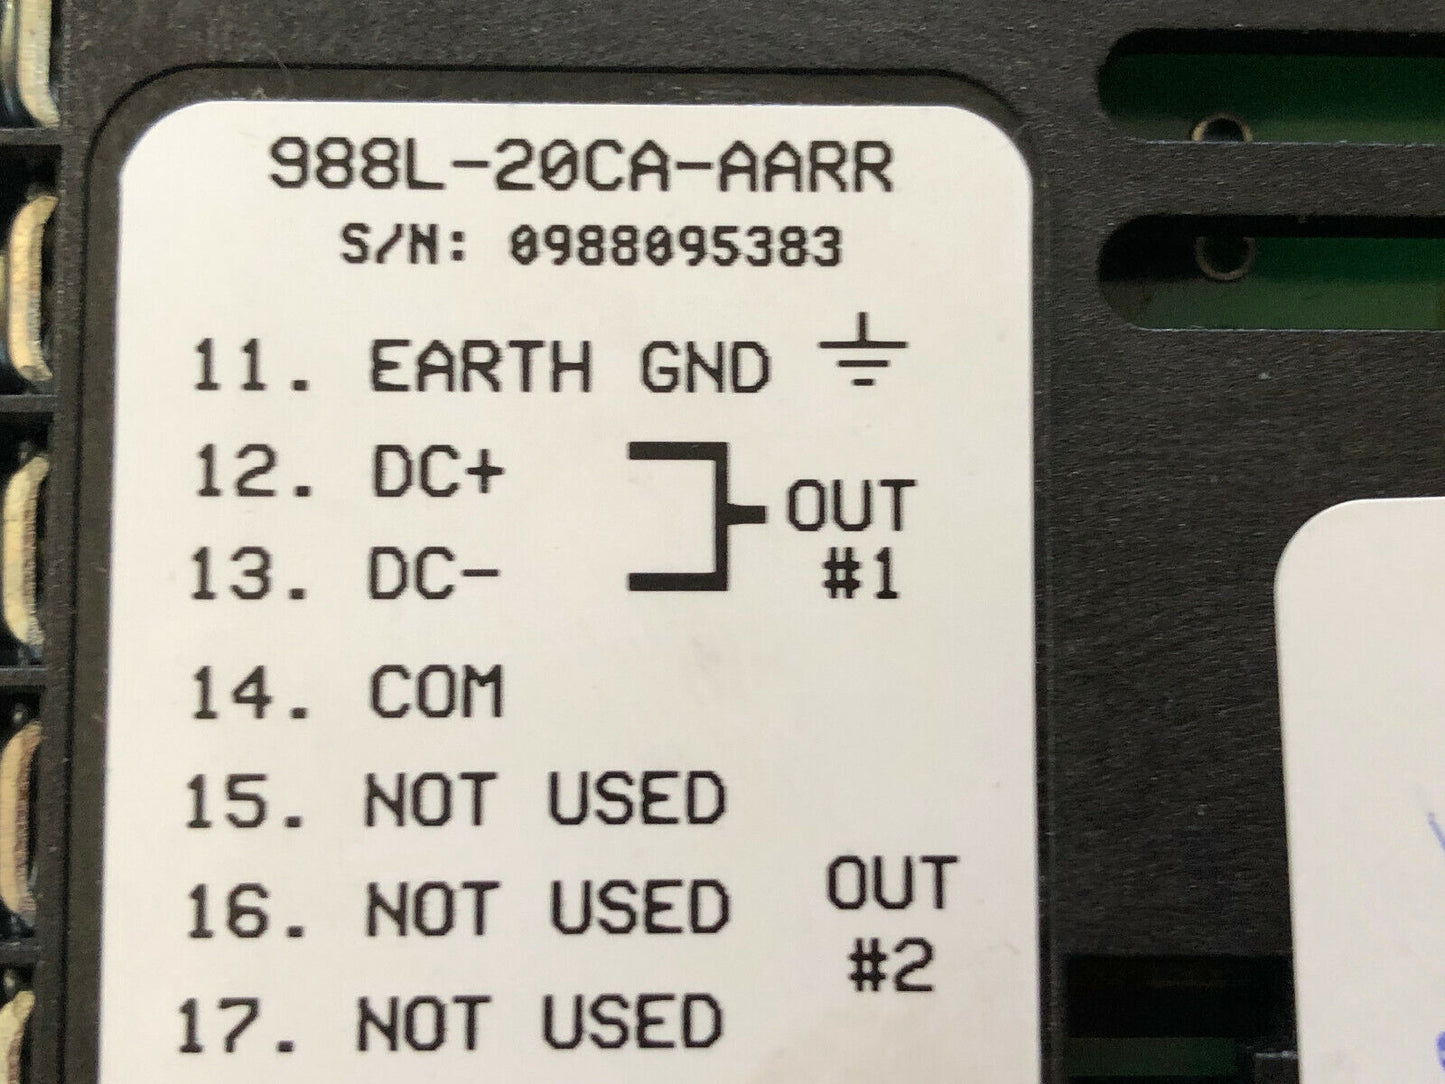 988L-20CA-AARR
S/N: 0988095383
11. EARTH GND
12. DC+
13. DC-
OUT
#1
14. COM
15. NOT USED
16. NOT USED
17. NOT USED
OUT
#2